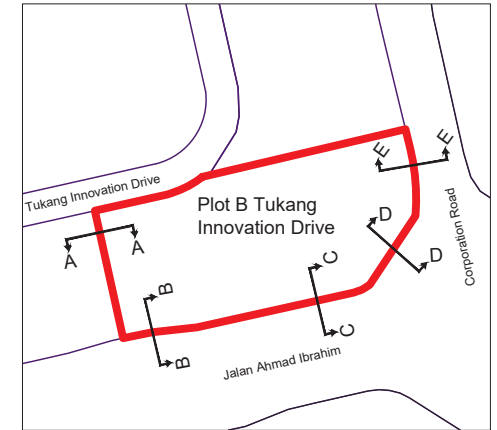 E
E
Tukang Innovation Drive
Plot B Tukang
Innovation Drive
D
D
Corporation Road
A
A
C
C
B
B
Jalan Ahmad Ibrahim